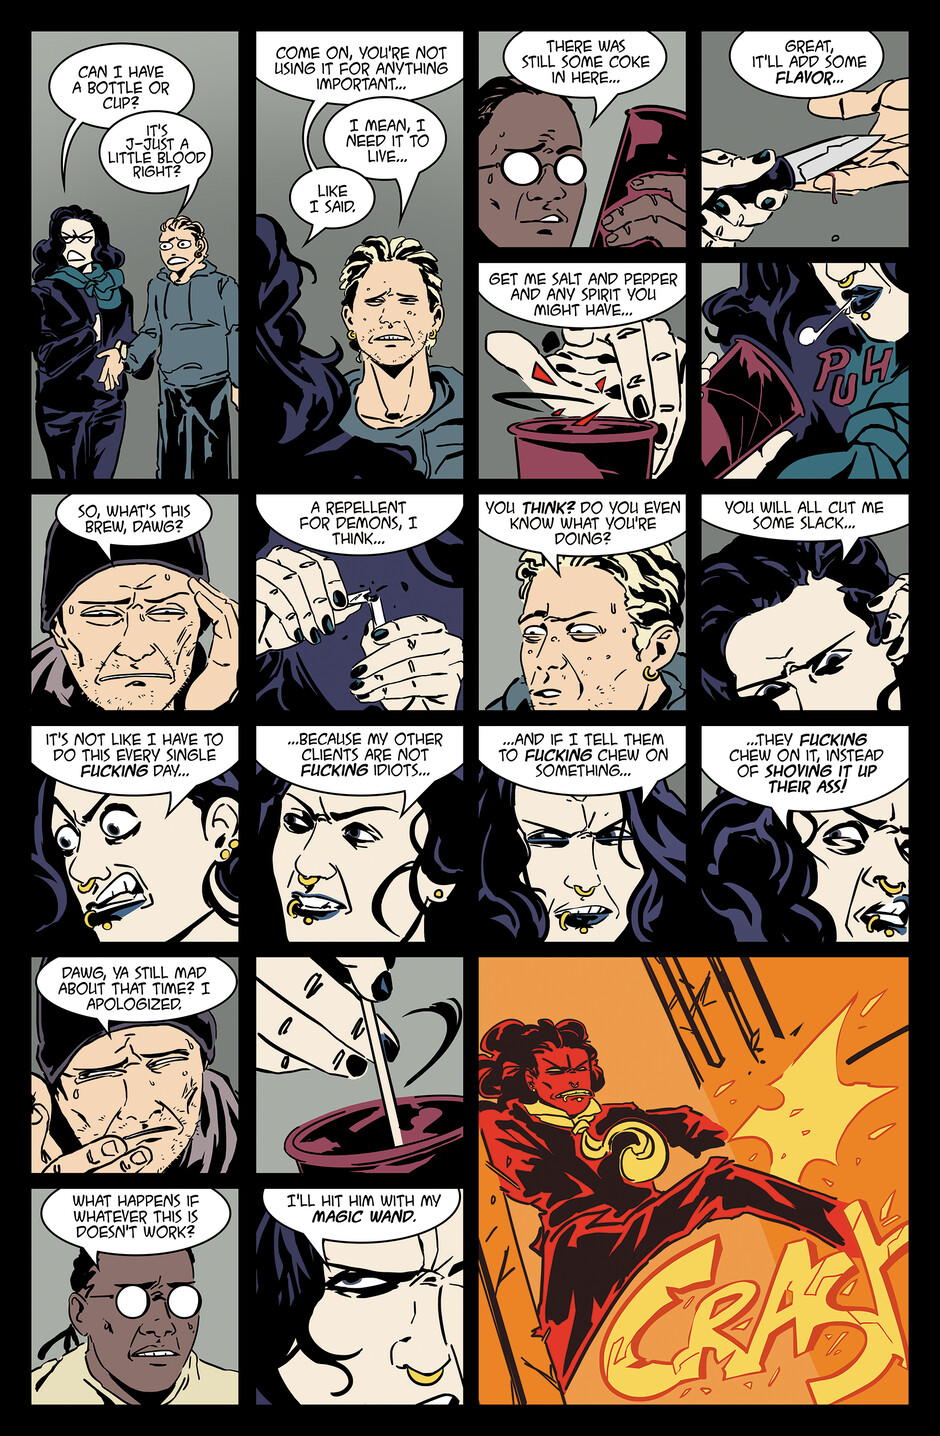 CAN I HAVE
A BOTTLE OR
CUP?
IT'S
J-JUST A
LITTLE BLOOD
RIGHT?
COME ON, YOU'RE NOT
USING IT FOR ANYTHING
IMPORTANT...
I MEAN, I
NEED IT TO
LIVE...
LIKE
I SAID.
THERE WAS
STILL SOME COKE
IN HERE...
GREAT,
IT'LL ADD SOME
FLAVOR...
GET ME SALT AND PEPPER
AND ANY SPIRIT YOU
MIGHT HAVE...
PUH
SO, WHAT'S THIS
BREW, DAWG?
A REPELLENT
FOR DEMONS, I
THINK...
YOU THINK? DO YOU EVEN
KNOW WHAT YOU'RE
DOING?
YOU WILL ALL CUT ME
SOME SLACK...
IT'S NOT LIKE I HAVE TO
DO THIS EVERY SINGLE
FUCKING DAY...
...BECAUSE MY OTHER
CLIENTS ARE NOT
FUCKING IDIOTS...
...AND IF I TELL THEM
TO FUCKING CHEW ON
SOMETHING...
...THEY FUCKING
CHEW ON IT, INSTEAD
OF SHOVING IT UP
THEIR ASS!
DAWG, YA STILL MAD
ABOUT THAT TIME? I
APOLOGIZED.
WHAT HAPPENS IF
WHATEVER THIS IS
DOESN'T WORK?
I'LL HIT HIM WITH MY
MAGIC WAND.